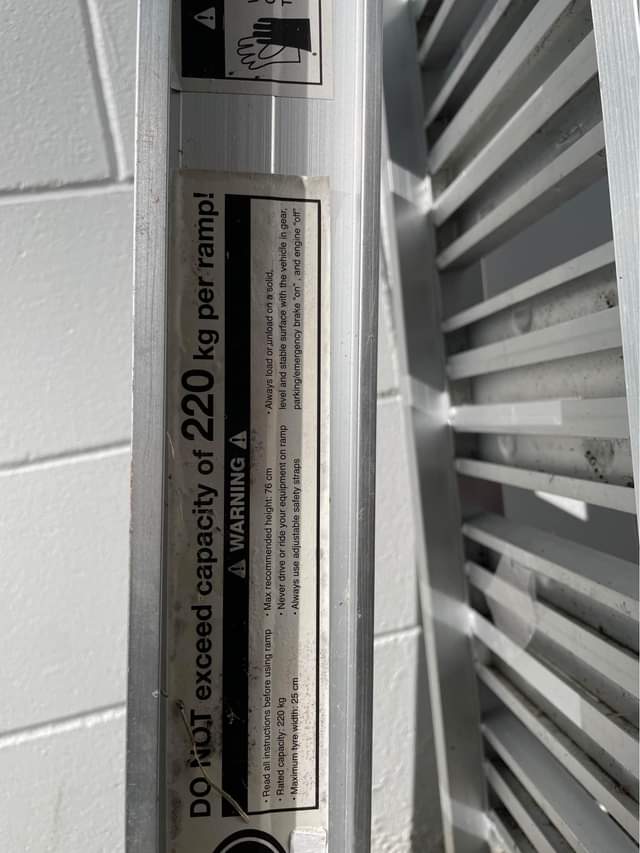 DO NOT exceed capacity of 220 kg per ramp!
WARNING
• Read all instructions before using ramp
• Rated capacity: 220 kg
• Maximum tyre width: 25 cm
• Max recommended height: 76 cm
• Never drive or ride your equipment on ramp
• Always use adjustable safety straps
• Always load or unload on a solid,
level and stable surface with the vehicle in gear,
parking/emergency brake "on", and engine "off"